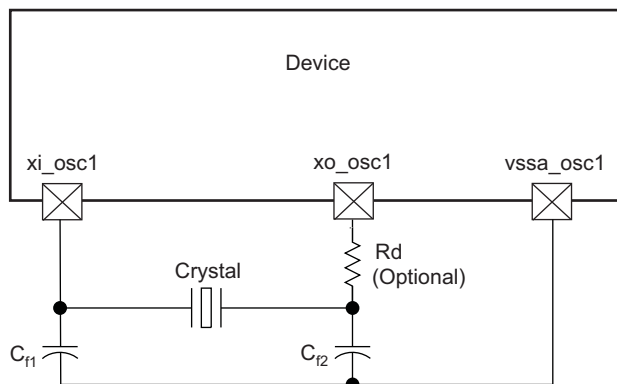 Device
xi_osc1
xo_osc1
vssa_osc1
Rd
(Optional)
Crystal
Cf1
Cf2